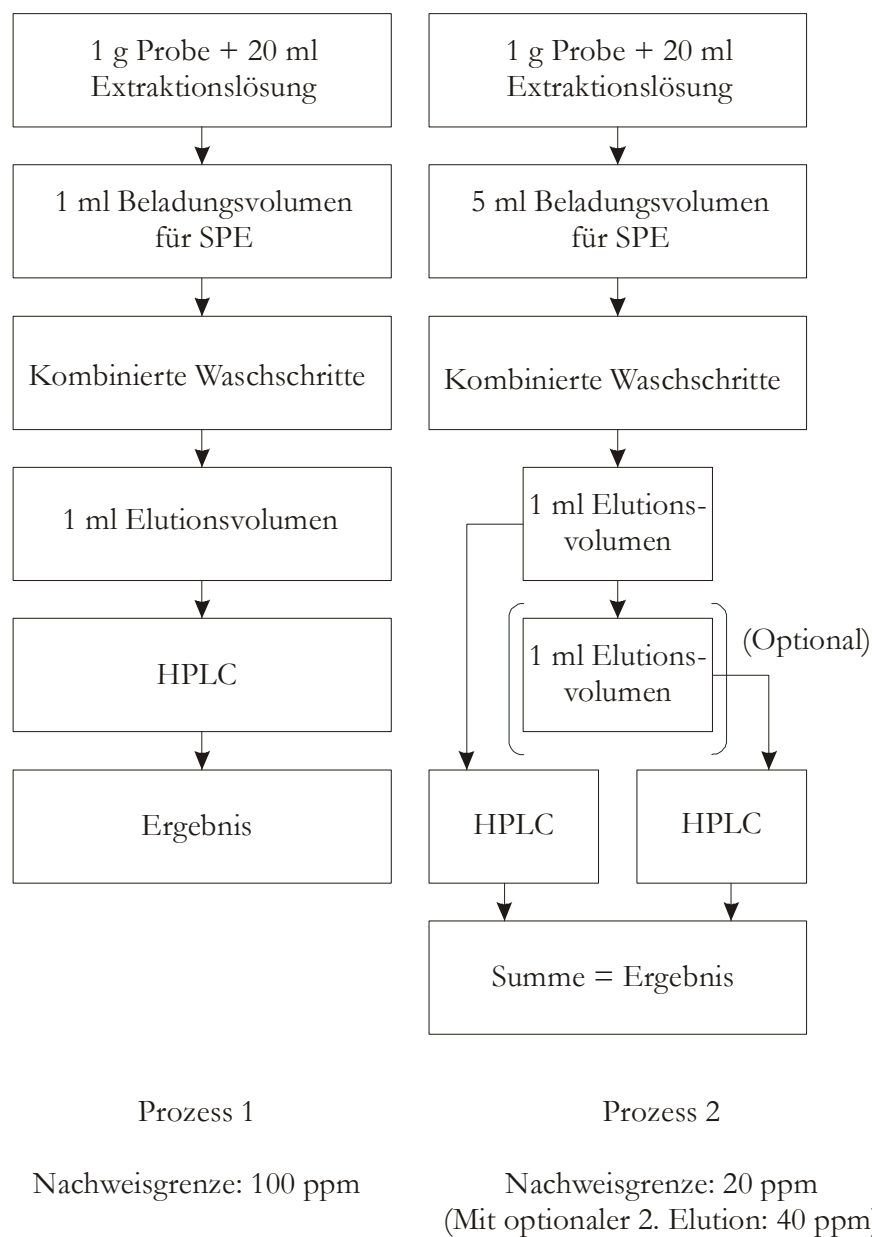 1 g Probe + 20 ml
Extraktionslösung
1 ml Beladungsvolumen
für SPE
Kombinierte Waschschritte
1 ml Elutionsvolumen
HPLC
Ergebnis
Prozess 1
Nachweisgrenze: 100 ppm
1 g Probe + 20 ml
Extraktionslösung
5 ml Beladungsvolumen
für SPE
Kombinierte Waschschritte
1 ml Elutions-
volumen
1 ml Elutions-
volumen
(Optional)
HPLC
HPLC
Summe = Ergebnis
Prozess 2
Nachweisgrenze: 20 ppm
(Mit optionaler 2. Elution: 40 ppm)